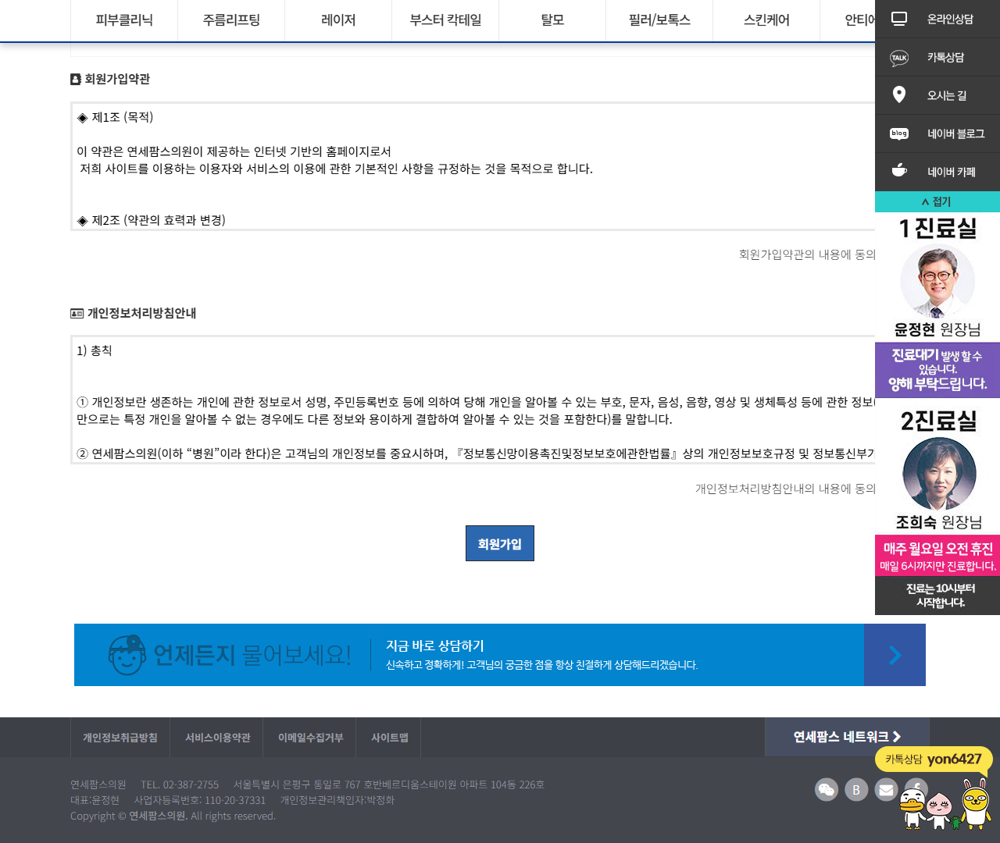 피부클리닉
주름리프팅
레이저
부스터 칵테일
탈모
필러/보톡스
스킨케어
회원가입약관
◈ 제1조 (목적)
이 약관은 연세팜스의원이 제공하는 인터넷 기반의 홈페이지로서
저희 사이트를 이용하는 이용자와 서비스의 이용에 관한 기본적인 사항을 규정하는 것을 목적으로 합니다.
◈ 제2조 (약관의 효력과 변경)
회원가입약관의 내용에 동의
개인정보처리방침안내
1) 총칙
① 개인정보란 생존하는 개인에 관한 정보로서 성명, 주민등록번호 등에 의하여 당해 개인을 알아볼 수 있는 부호, 문자, 음성, 음향, 영상 및 생체특성 등에 관한
만으로는 특정 개인을 알아볼 수 없는 경우에도 다른 정보와 용이하게 결합하여 알아볼 수 있는 것을 포함한다)를 말합니다.
② 연세팜스의원(이하 “병원”이라 한다)은 고객님의 개인정보를 중요시하며, 『정보통신망이용촉진및정보보호에관한법률』상의 개인정보보호규정 및
개인정보처리방침안내의 내용에 동의
회원가입
언제든지 물어보세요!
지금 바로 상담하기
신속하고 정확하게! 고객님의 궁금한 점을 항상 친절하게 상담해드리겠습니다.
개인정보취급방침
서비스이용약관
이메일수집거부
사이트맵
연세팜스 네트워크
연세팜스의원 TEL. 02-387-2755 서울특별시 은평구 통일로 767 호반베르디움스테이원 아파트 104동 226호
대표:윤정현 사업자등록번호: 110-20-37331 개인정보관리책임자:박정화
Copyright © 연세팜스의원. All rights reserved.
B
온라인상담
TALK
카톡상담
오시는 길
blog
네이버 블로그
네이버 카페
∧ 접기
1 진료실
윤정현 원장님
진료대기 발생 할 수
있습니다.
양해 부탁드립니다.
2진료실
조희숙 원장님
매주 월요일 오전 휴진
매일 6시까지만 진료합니다.
진료는 10시부터
시작합니다.
카톡상담 yon6427